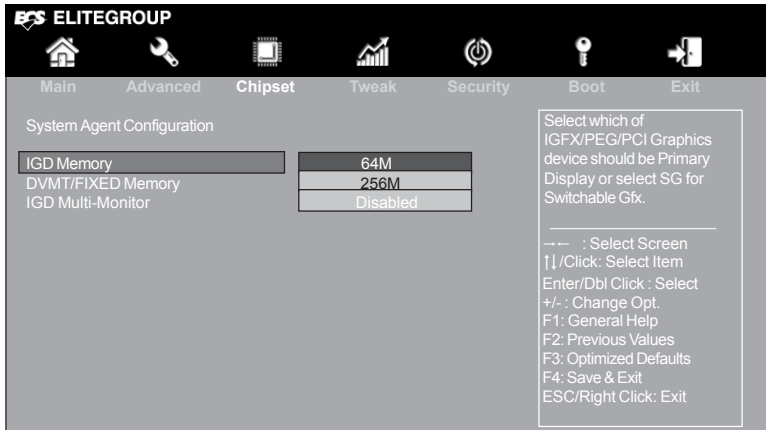 ECS ELITEGROUP
Main Advanced Chipset Tweak Security Boot Exit
System Agent Configuration
IGD Memory 64M
DVMT/FIXED Memory 256M
IGD Multi-Monitor Disabled
Select which of
IGFX/PEG/PCI Graphics
device should be Primary
Display or select SG for
Switchable Gfx.
→← : Select Screen
↑↓/Click: Select Item
Enter/Dbl Click : Select
+/- : Change Opt.
F1: General Help
F2: Previous Values
F3: Optimized Defaults
F4: Save & Exit
ESC/Right Click: Exit